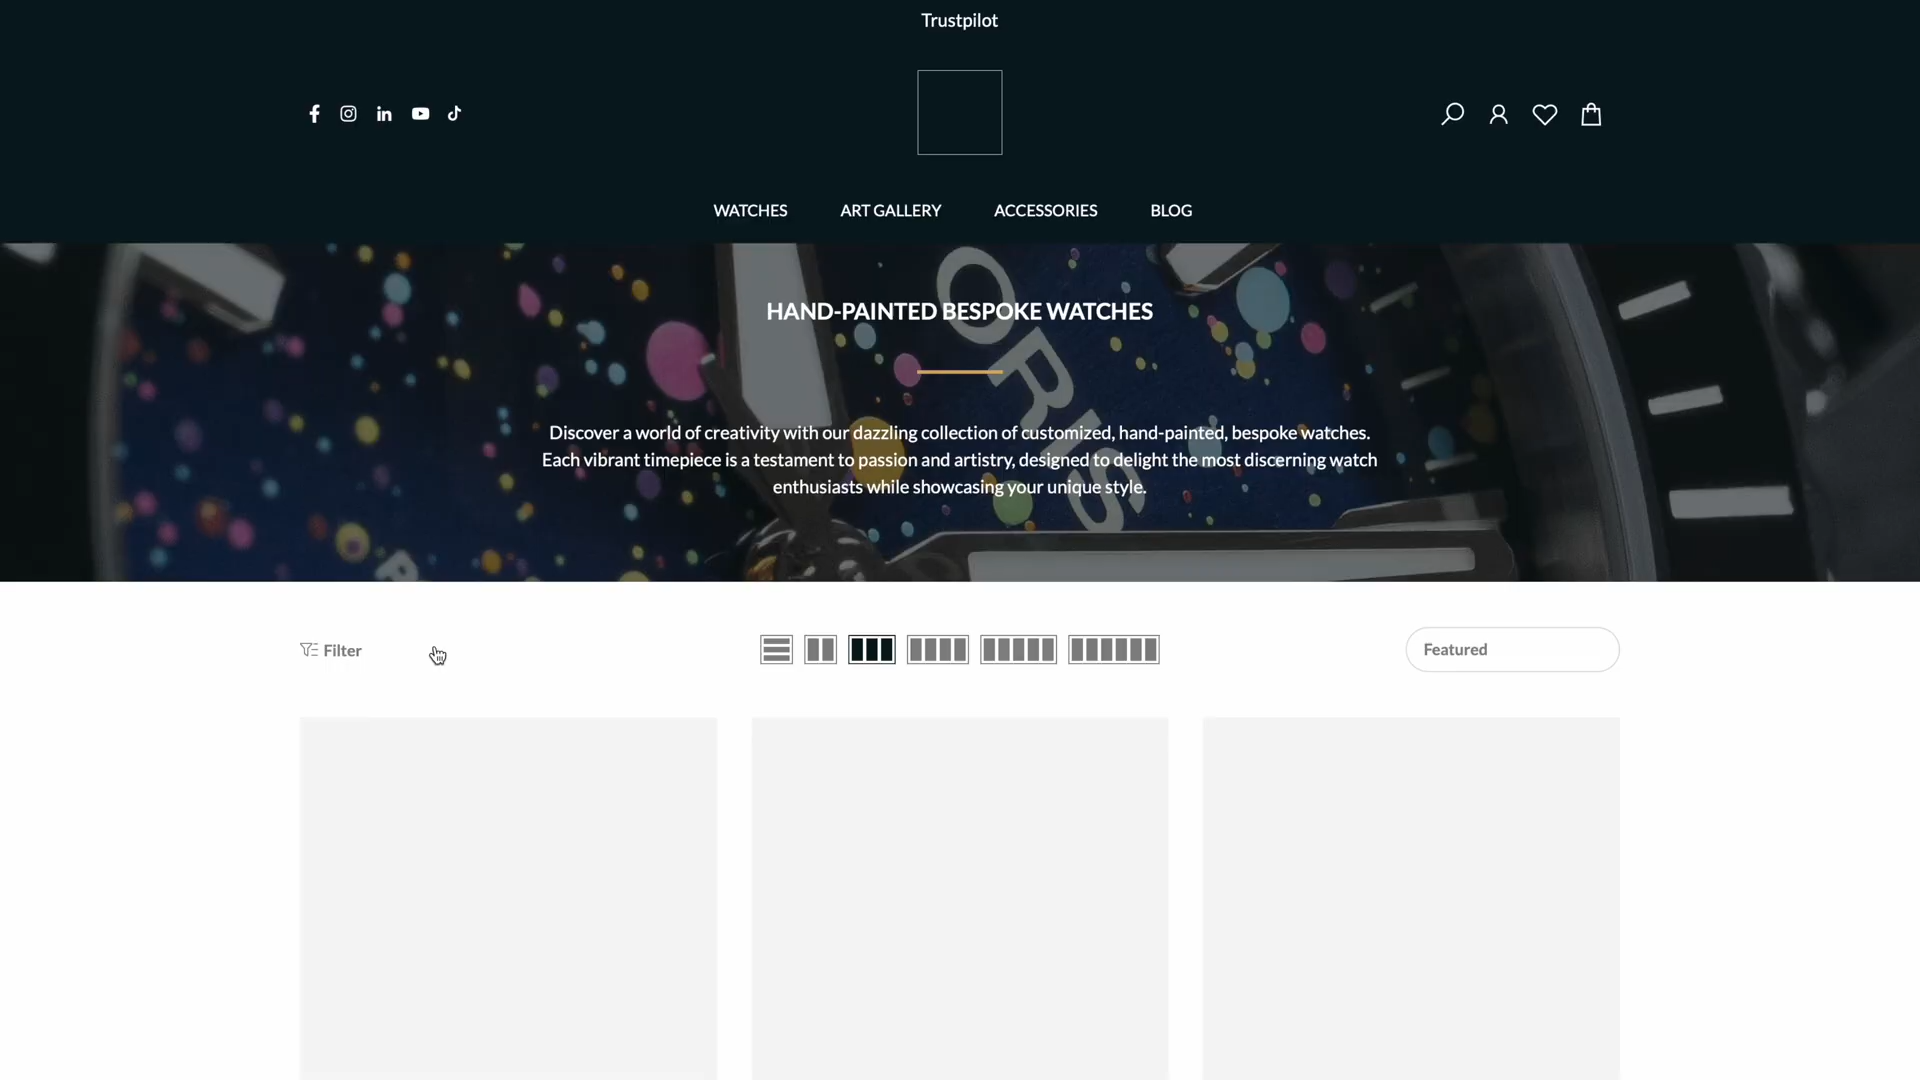 Trustpilot
WATCHES
ART GALLERY
ACCESSORIES
BLOG
HAND-PAINTED BESPOKE WATCHES
ORIS
Discover a world of creativity with our dazzling collection of customized, hand-painted, bespoke watches.
Each vibrant timepiece is a testament to passion and artistry, designed to delight the most discerning watch
enthusiasts while showcasing your unique style.
Filter
Featured